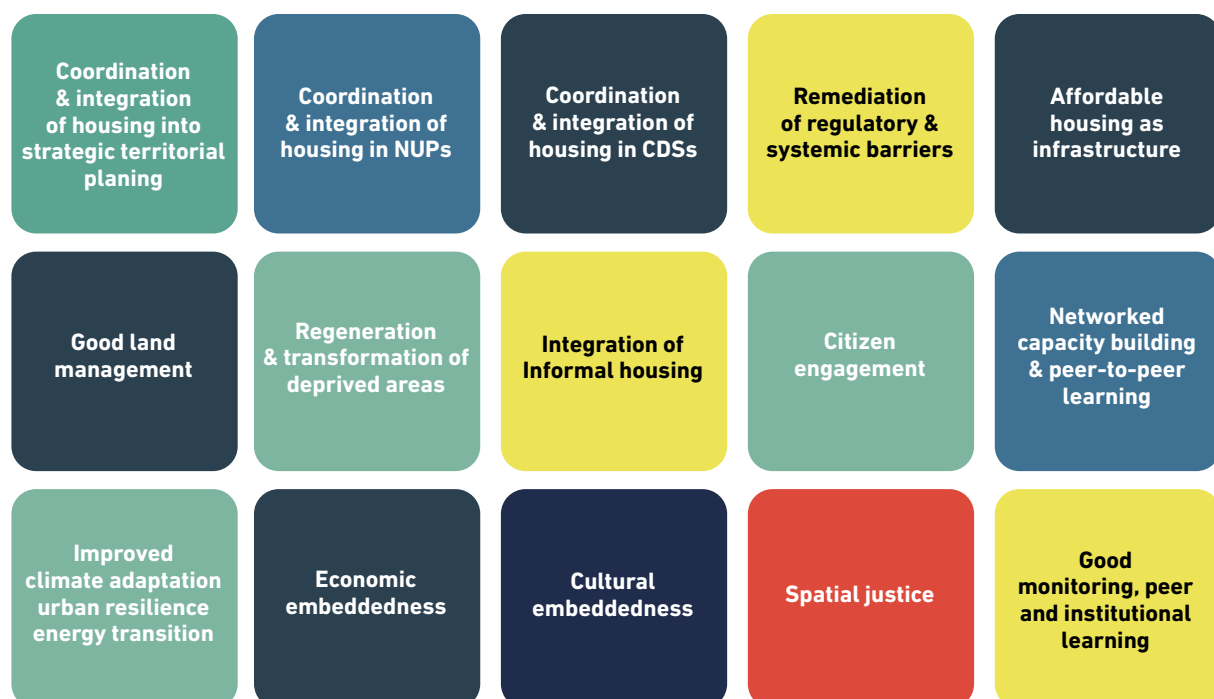 Coordination
& integration
of housing into
strategic territorial
planing
Coordination
& integration of
housing in NUPs
Coordination
& integration of
housing in CDSs
Remediation
of regulatory &
systemic barriers
Affordable
housing as
infrastructure
Good land
management
Regeneration
& transformation of
deprived areas
Integration of
Informal housing
Citizen
engagement
Networked
capacity building
& peer-to-peer
learning
Improved
climate adaptation
urban resilience
energy transition
Economic
embeddedness
Cultural
embeddedness
Spatial justice
Good
monitoring, peer
and institutional
learning